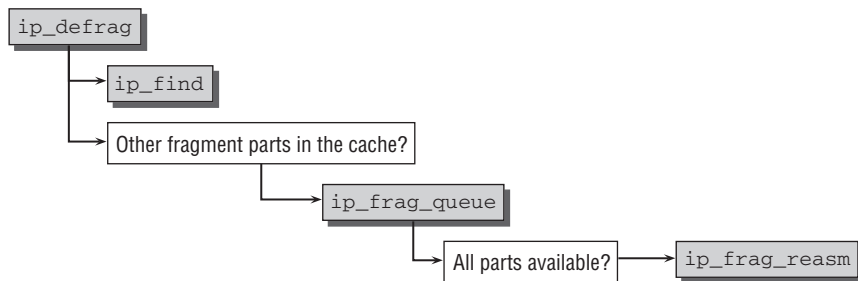 ip_defrag
ip_find
Other fragment parts in the cache?
ip_frag_queue
All parts available?
ip_frag_reasm